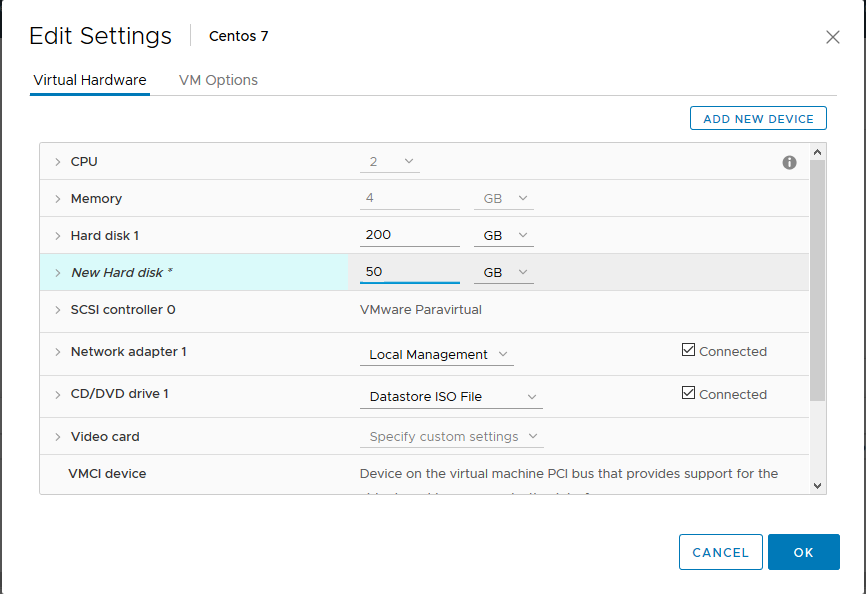 Edit Settings Centos 7
Virtual Hardware VM Options
ADD NEW DEVICE
CPU 2
Memory 4 GB
Hard disk 1 200 GB
New Hard disk * 50 GB
SCSI controller 0 VMware Paravirtual
Network adapter 1 Local Management Connected
CD/DVD drive 1 Datastore ISO File Connected
Video card Specify custom settings
VMCI device Device on the virtual machine PCI bus that provides support for the
CANCEL OK